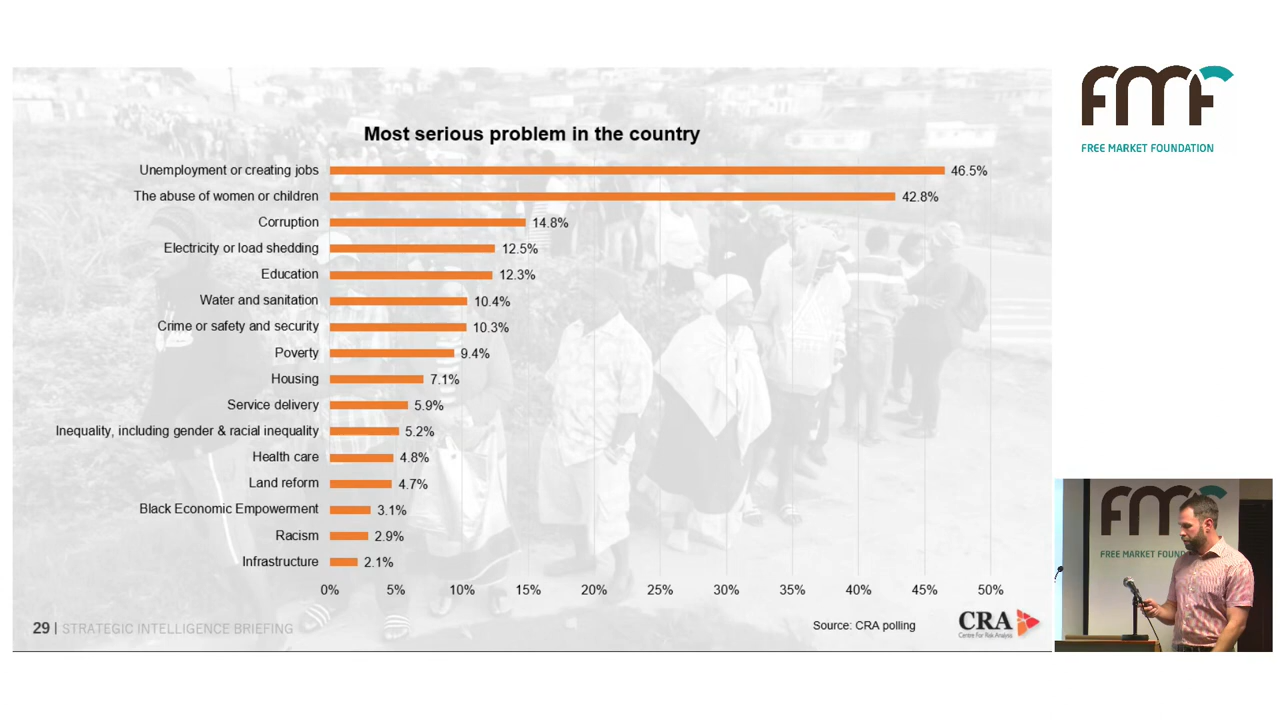 Most serious problem in the country
Unemployment or creating jobs 46.5%
The abuse of women or children 42.8%
Corruption 14.8%
Electricity or load shedding 12.5%
Education 12.3%
Water and sanitation 10.4%
Crime or safety and security 10.3%
Poverty 9.4%
Housing 7.1%
Service delivery 5.9%
Inequality, including gender & racial inequality 5.2%
Health care 4.8%
Land reform 4.7%
Black Economic Empowerment 3.1%
Racism 2.9%
Infrastructure 2.1%
0% 5% 10% 15% 20% 25% 30% 35% 40% 45% 50%
29 | STRATEGIC INTELLIGENCE BRIEFING
Source: CRA polling
CRA
Centre For Risk Analysis
FMF
FREE MARKET FOUNDATION
FMF
FREE MARKET FOUN